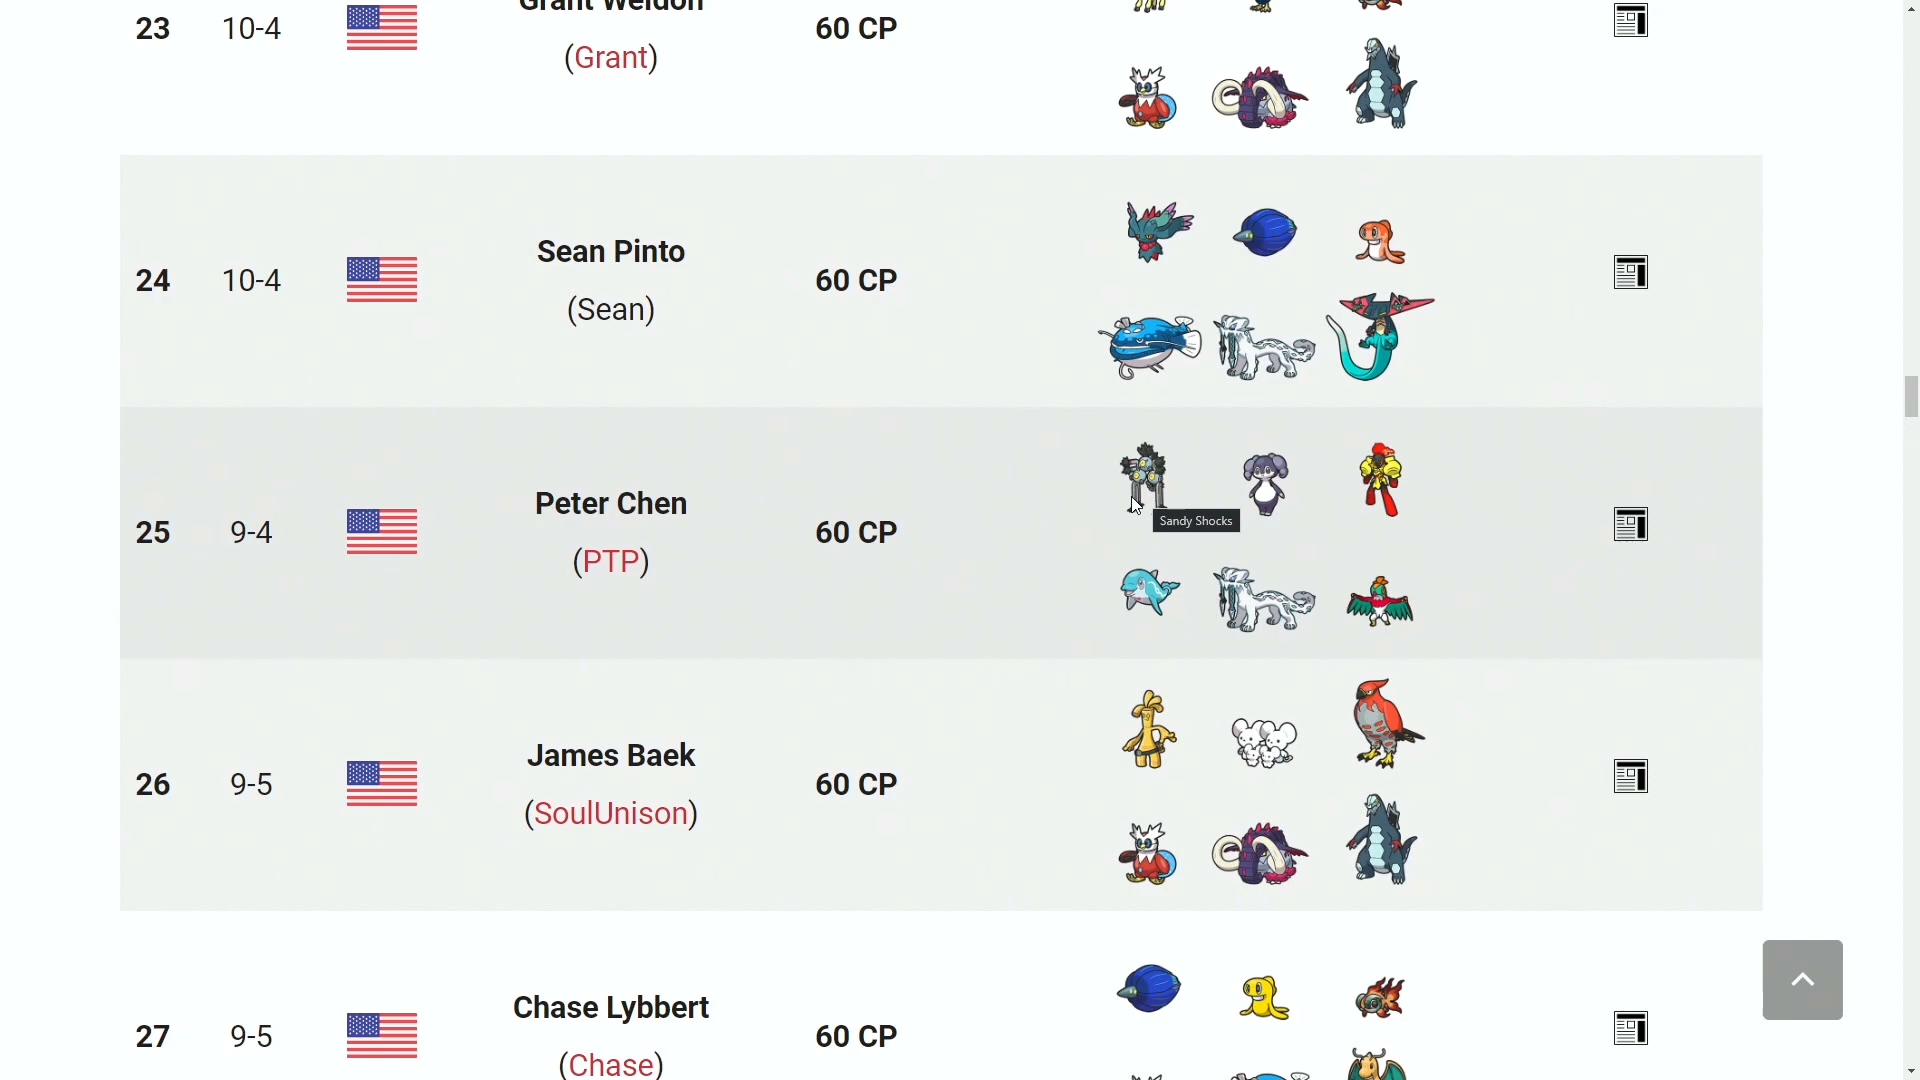 23 10-4 Grant Weldon 60 CP
(Grant)
24 10-4 Sean Pinto 60 CP
(Sean)
25 9-4 Peter Chen 60 CP
(PTP)
Sandy Shocks
26 9-5 James Baek 60 CP
(SoulUnison)
27 9-5 Chase Lybbert 60 CP
(Chase)